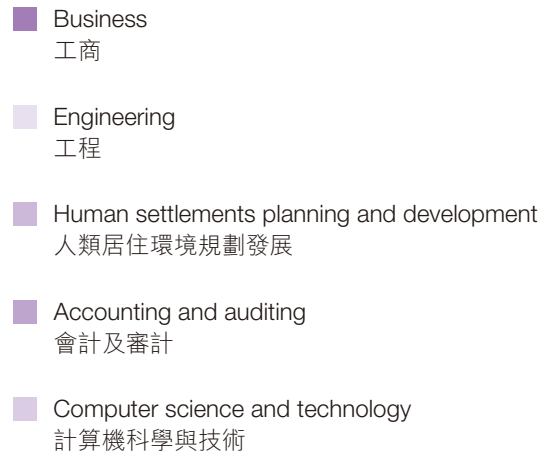 Business
工商
Engineering
工程
Human settlements planning and development
人類居住環境規劃發展
Accounting and auditing
會計及審計
Computer science and technology
計算機科學與技術